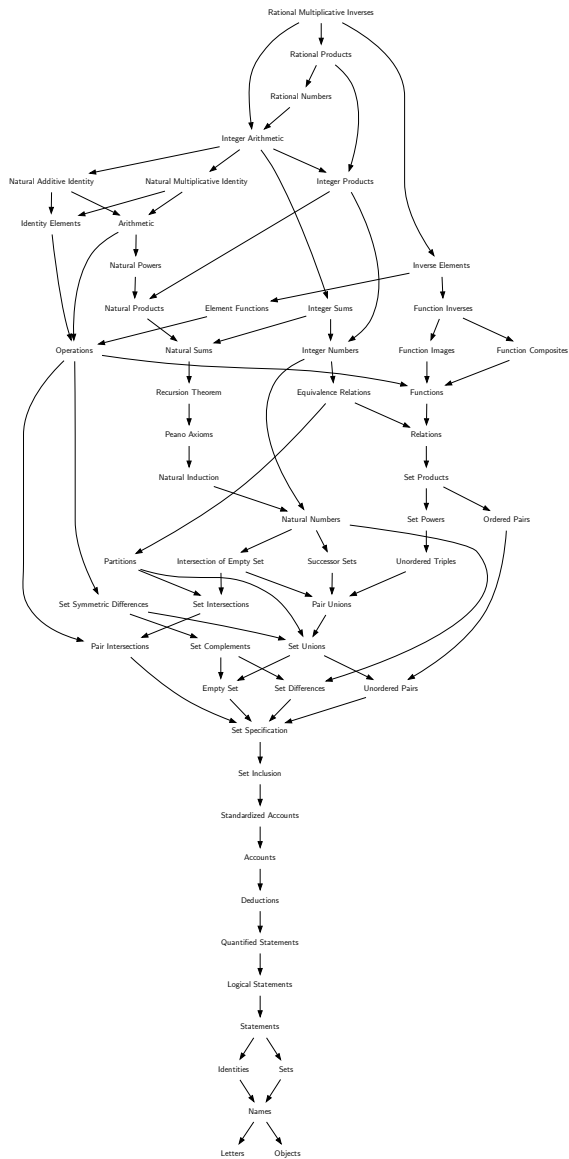 Rational Multiplicative Inverses
Rational Products
Rational Numbers
Integer Arithmetic
Natural Additive Identity
Natural Multiplicative Identity
Integer Products
Identity Elements
Arithmetic
Natural Powers
Inverse Elements
Natural Products
Element Functions
Integer Sums
Function Inverses
Operations
Natural Sums
Integer Numbers
Function Images
Function Composites
Recursion Theorem
Equivalence Relations
Functions
Peano Axioms
Relations
Natural Induction
Set Products
Natural Numbers
Set Powers
Ordered Pairs
Partitions
Intersection of Empty Set
Successor Sets
Unordered Triples
Set Symmetric Differences
Set Intersections
Pair Unions
Pair Intersections
Set Complements
Set Unions
Empty Set
Set Differences
Unordered Pairs
Set Specification
Set Inclusion
Standardized Accounts
Accounts
Deductions
Quantified Statements
Logical Statements
Statements
Identities
Sets
Names
Letters
Objects